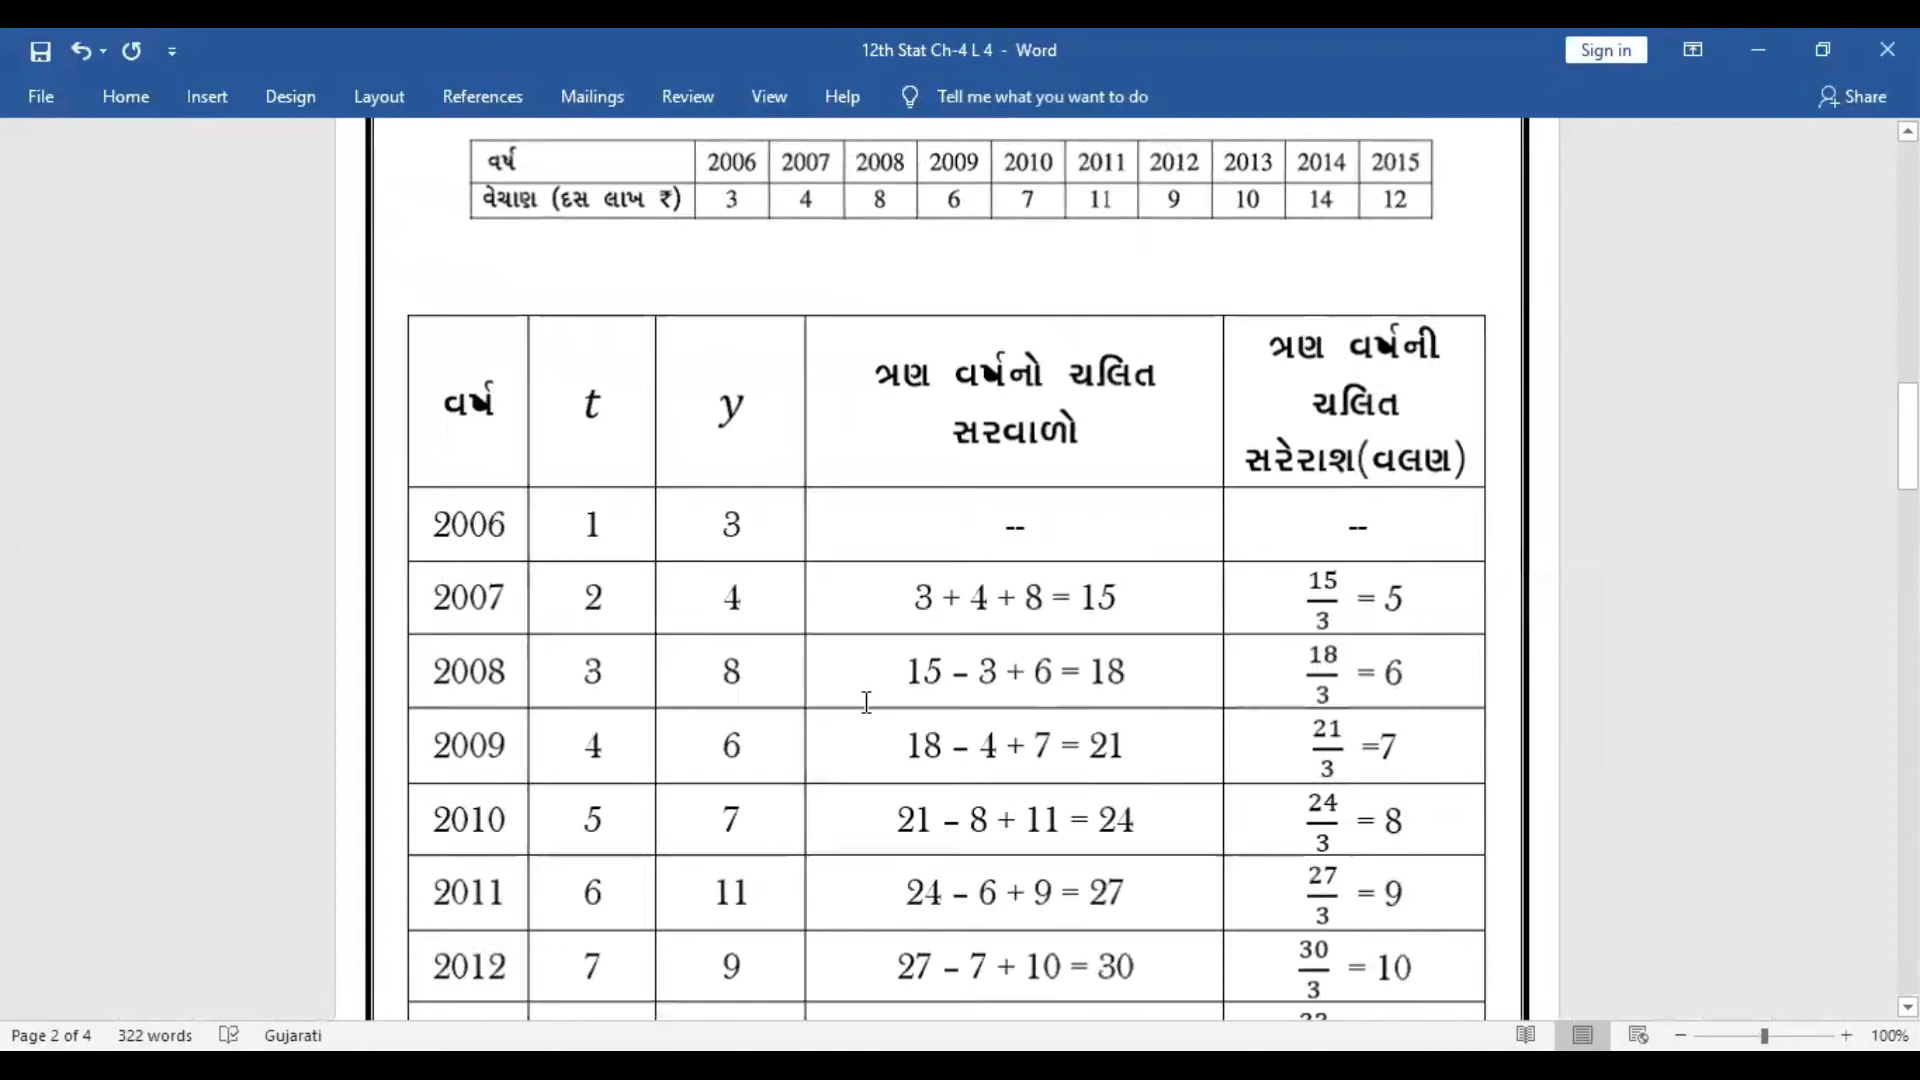 12th Stat Ch-4 L 4 - Word
Sign in
File Home Insert Design Layout References Mailings Review View Help Tell me what you want to do Share
વર્ષ 2006 2007 2008 2009 2010 2011 2012 2013 2014 2015
વેચાણ (દસ લાખ ₹) 3 4 8 6 7 11 9 10 14 12
વર્ષ t y ત્રણ વર્ષનો ચલિત સરવાળો ત્રણ વર્ષની ચલિત સરેરાશ(વલણ)
2006 1 3 -- --
2007 2 4 3 + 4 + 8 = 15 15/3 = 5
2008 3 8 15 – 3 + 6 = 18 18/3 = 6
2009 4 6 18 – 4 + 7 = 21 21/3 =7
2010 5 7 21 – 8 + 11 = 24 24/3 = 8
2011 6 11 24 – 6 + 9 = 27 27/3 = 9
2012 7 9 27 – 7 + 10 = 30 30/3 = 10
Page 2 of 4 322 words Gujarati 100%